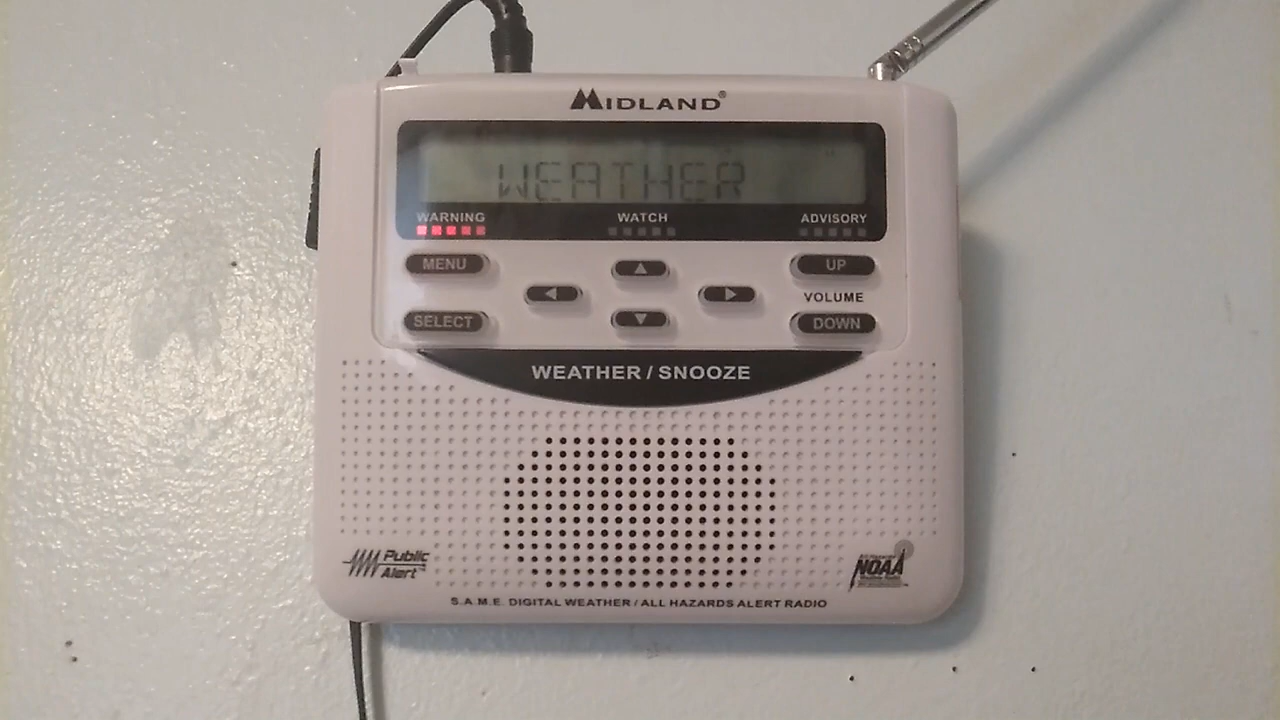 MIDLAND®
WEATHER
WARNING WATCH ADVISORY
MENU UP
VOLUME
SELECT DOWN
WEATHER / SNOOZE
Public
Alert™
NOAA
S.A.M.E. DIGITAL WEATHER / ALL HAZARDS ALERT RADIO